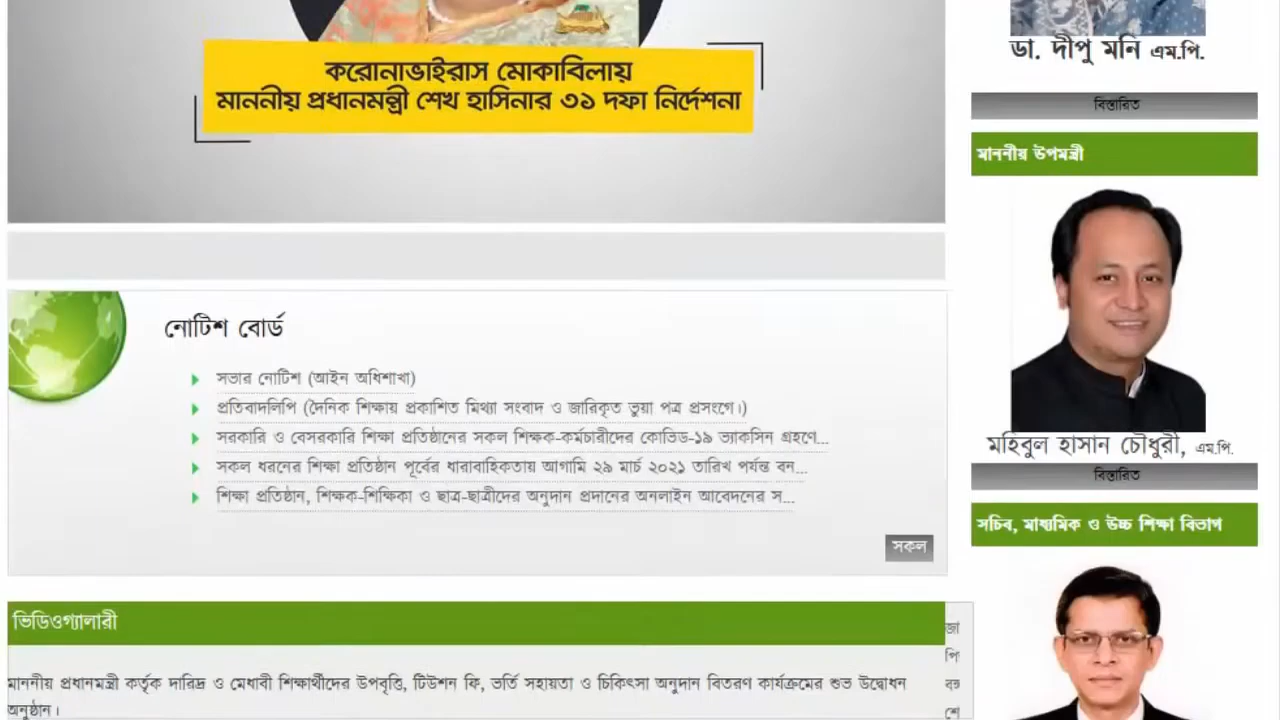 করোনাভাইরাস মোকাবিলায়
মাননীয় প্রধানমন্ত্রী শেখ হাসিনার ৩১ দফা নির্দেশনা
নোটিশ বোর্ড
সভার নোটিশ (আইন অধিশাখা)
প্রতিবাদলিপি (দৈনিক শিক্ষায় প্রকাশিত মিথ্যা সংবাদ ও জারিকৃত ভুয়া পত্র প্রসংগে।)
সরকারি ও বেসরকারি শিক্ষা প্রতিষ্ঠানের সকল শিক্ষক-কর্মচারীদের কোভিড-১৯ ভ্যাকসিন গ্রহণে...
সকল ধরনের শিক্ষা প্রতিষ্ঠান পূর্বের ধারাবাহিকতায় আগামি ২৯ মার্চ ২০২১ তারিখ পর্যন্ত বন...
শিক্ষা প্রতিষ্ঠান, শিক্ষক-শিক্ষিকা ও ছাত্র-ছাত্রীদের অনুদান প্রদানের অনলাইন আবেদনের স...
সকল
ভিডিওগ্যালারী
মাননীয় প্রধানমন্ত্রী কর্তৃক দারিদ্র ও মেধাবী শিক্ষার্থীদের উপবৃত্তি, টিউশন ফি, ভর্তি সহায়তা ও চিকিৎসা অনুদান বিতরণ কার্যক্রমের শুভ উদ্বোধন
অনুষ্ঠান।
জা
পি
শে
ডা. দীপু মনি এম.পি.
বিস্তারিত
মাননীয় উপমন্ত্রী
মহিবুল হাসান চৌধুরী, এম.পি.
বিস্তারিত
সচিব, মাধ্যমিক ও উচ্চ শিক্ষা বিভাগ